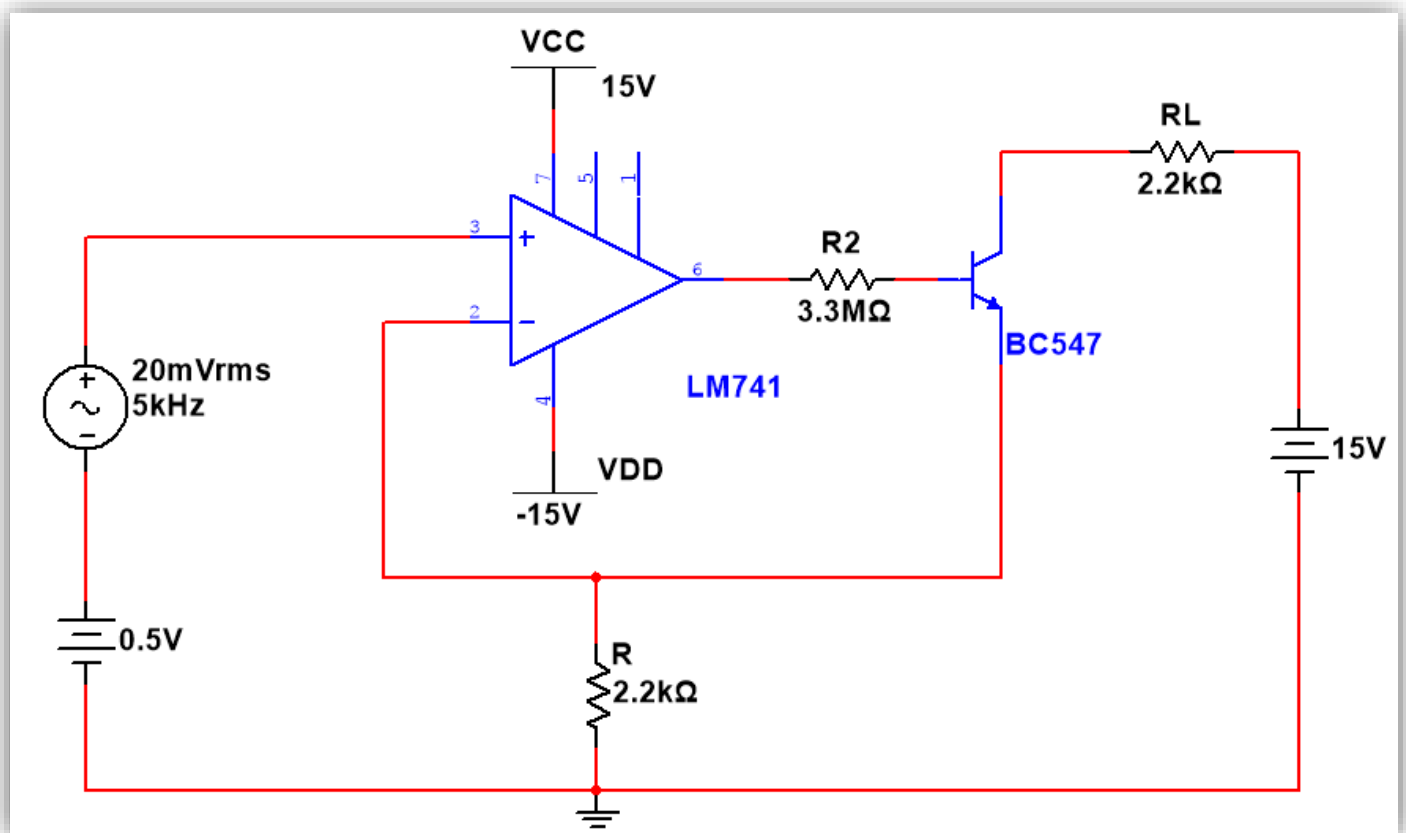 VCC
15V
7
5
1
3
+
2
−
6
4
LM741
VDD
-15V
R2
3.3MΩ
BC547
RL
2.2kΩ
15V
+
20mVrms
5kHz
−
0.5V
R
2.2kΩ